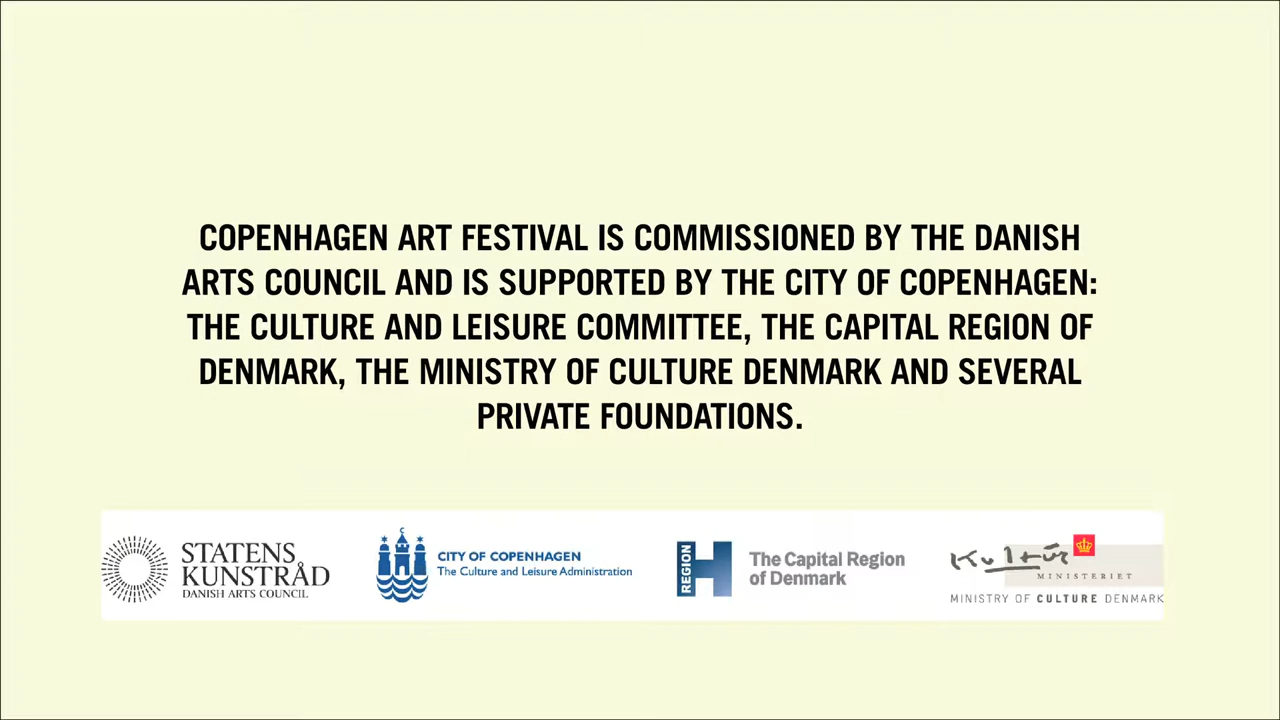 COPENHAGEN ART FESTIVAL IS COMMISSIONED BY THE DANISH
ARTS COUNCIL AND IS SUPPORTED BY THE CITY OF COPENHAGEN:
THE CULTURE AND LEISURE COMMITTEE, THE CAPITAL REGION OF
DENMARK, THE MINISTRY OF CULTURE DENMARK AND SEVERAL
PRIVATE FOUNDATIONS.
STATENS
KUNSTRÅD
DANISH ARTS COUNCIL
CITY OF COPENHAGEN
The Culture and Leisure Administration
REGION H
The Capital Region
of Denmark
Kultur
MINISTERIET
MINISTRY OF CULTURE DENMARK